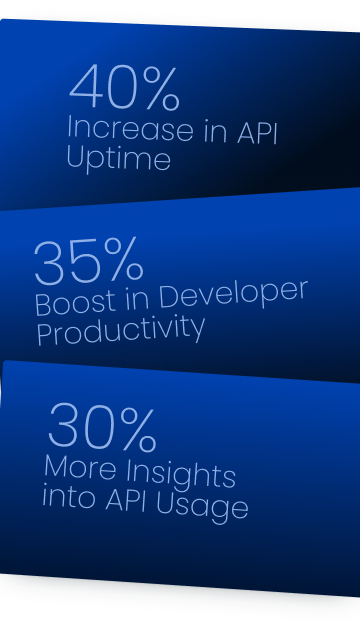 40%
Increase in API
Uptime
35%
Boost in Developer
Productivity
30%
More Insights
into API Usage